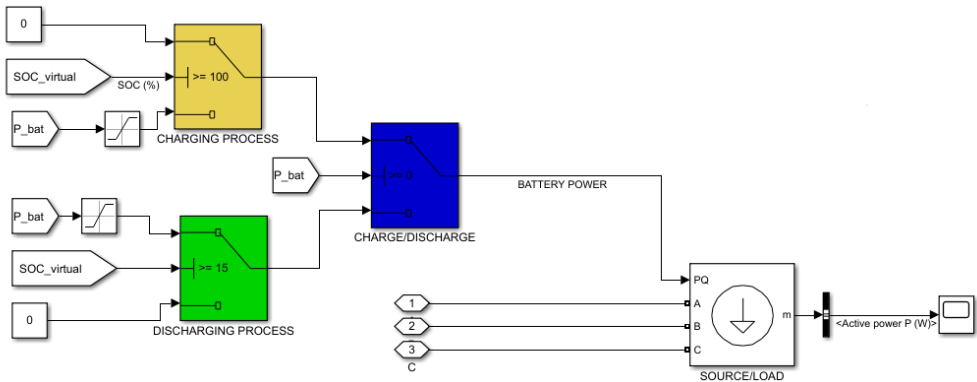 0
SOC_virtual
SOC (%)
>= 100
P_bat
CHARGING PROCESS
P_bat
>= 0
BATTERY POWER
CHARGE/DISCHARGE
P_bat
SOC_virtual
>= 15
0
DISCHARGING PROCESS
1
2
3
C
PQ
A
B
C
m
<Active power P (W)>
SOURCE/LOAD